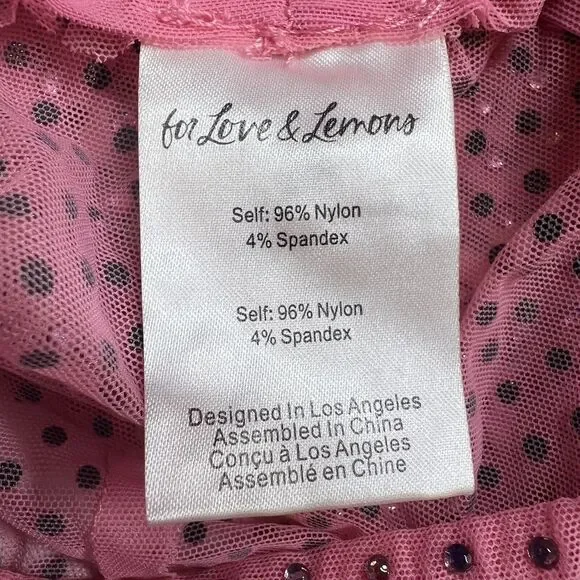 for Love & Lemons
Self: 96% Nylon
4% Spandex
Self: 96% Nylon
4% Spandex
Designed In Los Angeles
Assembled In China
Conçu à Los Angeles
Assemblé en Chine